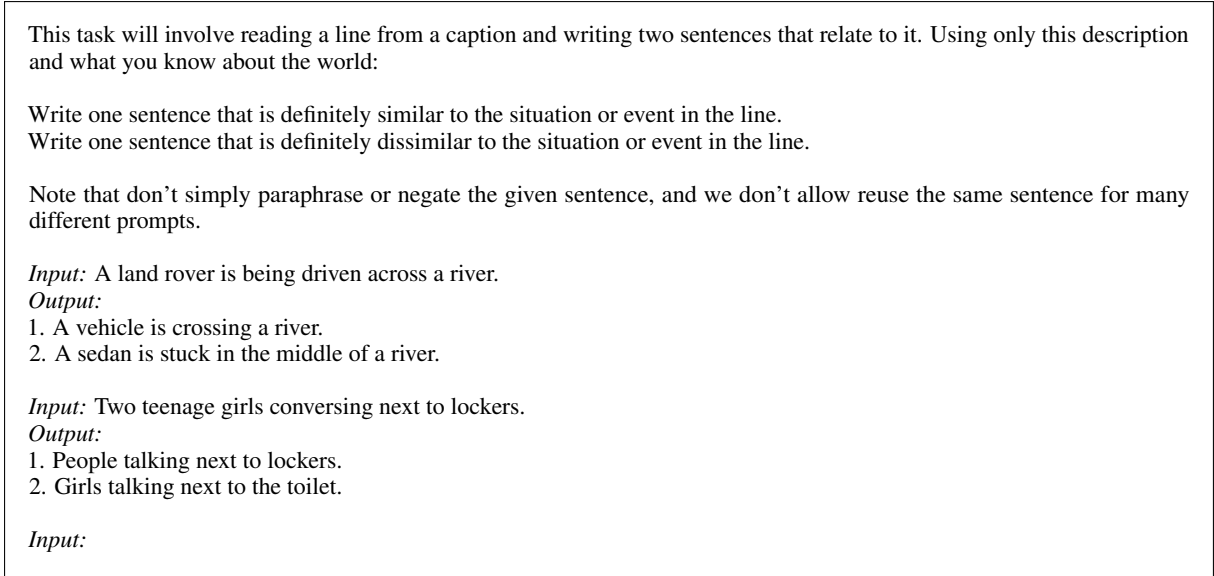 This task will involve reading a line from a caption and writing two sentences that relate to it. Using only this description
and what you know about the world:
Write one sentence that is definitely similar to the situation or event in the line.
Write one sentence that is definitely dissimilar to the situation or event in the line.
Note that don't simply paraphrase or negate the given sentence, and we don't allow reuse the same sentence for many
different prompts.
Input: A land rover is being driven across a river.
Output:
1. A vehicle is crossing a river.
2. A sedan is stuck in the middle of a river.
Input: Two teenage girls conversing next to lockers.
Output:
1. People talking next to lockers.
2. Girls talking next to the toilet.
Input: